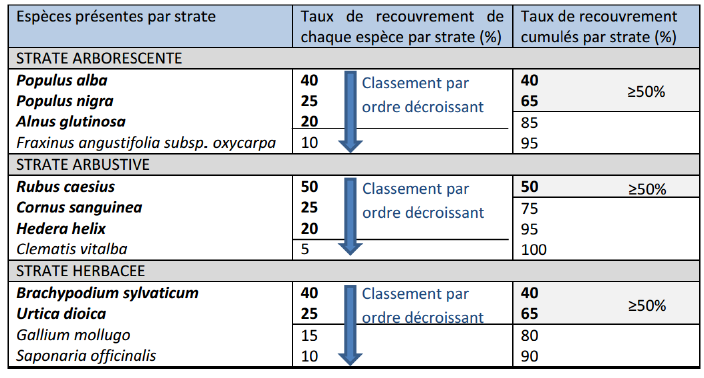 Espèces présentes par strate
Taux de recouvrement de
chaque espèce par strate (%)
Taux de recouvrement
cumulés par strate (%)
STRATE ARBORESCENTE
Populus alba 40 Classement par 40
Populus nigra 25 ordre décroissant 65 ≥50%
Alnus glutinosa 20 85
Fraxinus angustifolia subsp. oxycarpa 10 95
STRATE ARBUSTIVE
Rubus caesius 50 Classement par 50 ≥50%
Cornus sanguinea 25 ordre décroissant 75
Hedera helix 20 95
Clematis vitalba 5 100
STRATE HERBACEE
Brachypodium sylvaticum 40 Classement par 40
Urtica dioica 25 ordre décroissant 65 ≥50%
Gallium mollugo 15 80
Saponaria officinalis 10 90